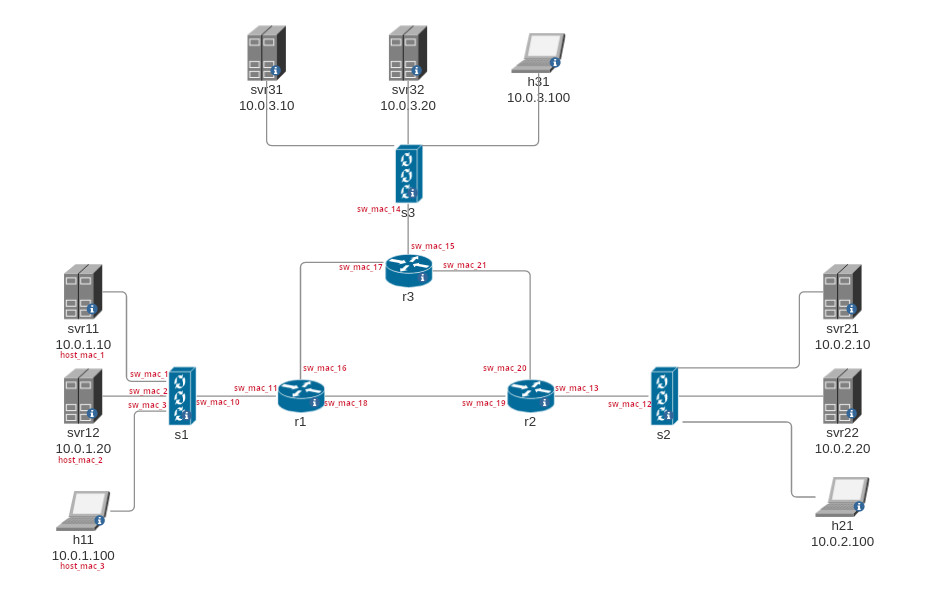 svr31
10.0.3.10
svr32
10.0.3.20
h31
10.0.3.100
s3
sw_mac_14
sw_mac_15
sw_mac_17
sw_mac_21
r3
svr11
10.0.1.10
host_mac_1
sw_mac_1
sw_mac_2
sw_mac_3
svr12
10.0.1.20
host_mac_2
h11
10.0.1.100
host_mac_3
s1
sw_mac_10
sw_mac_11
sw_mac_16
sw_mac_18
r1
sw_mac_20
sw_mac_19
sw_mac_13
r2
sw_mac_12
s2
svr21
10.0.2.10
svr22
10.0.2.20
h21
10.0.2.100